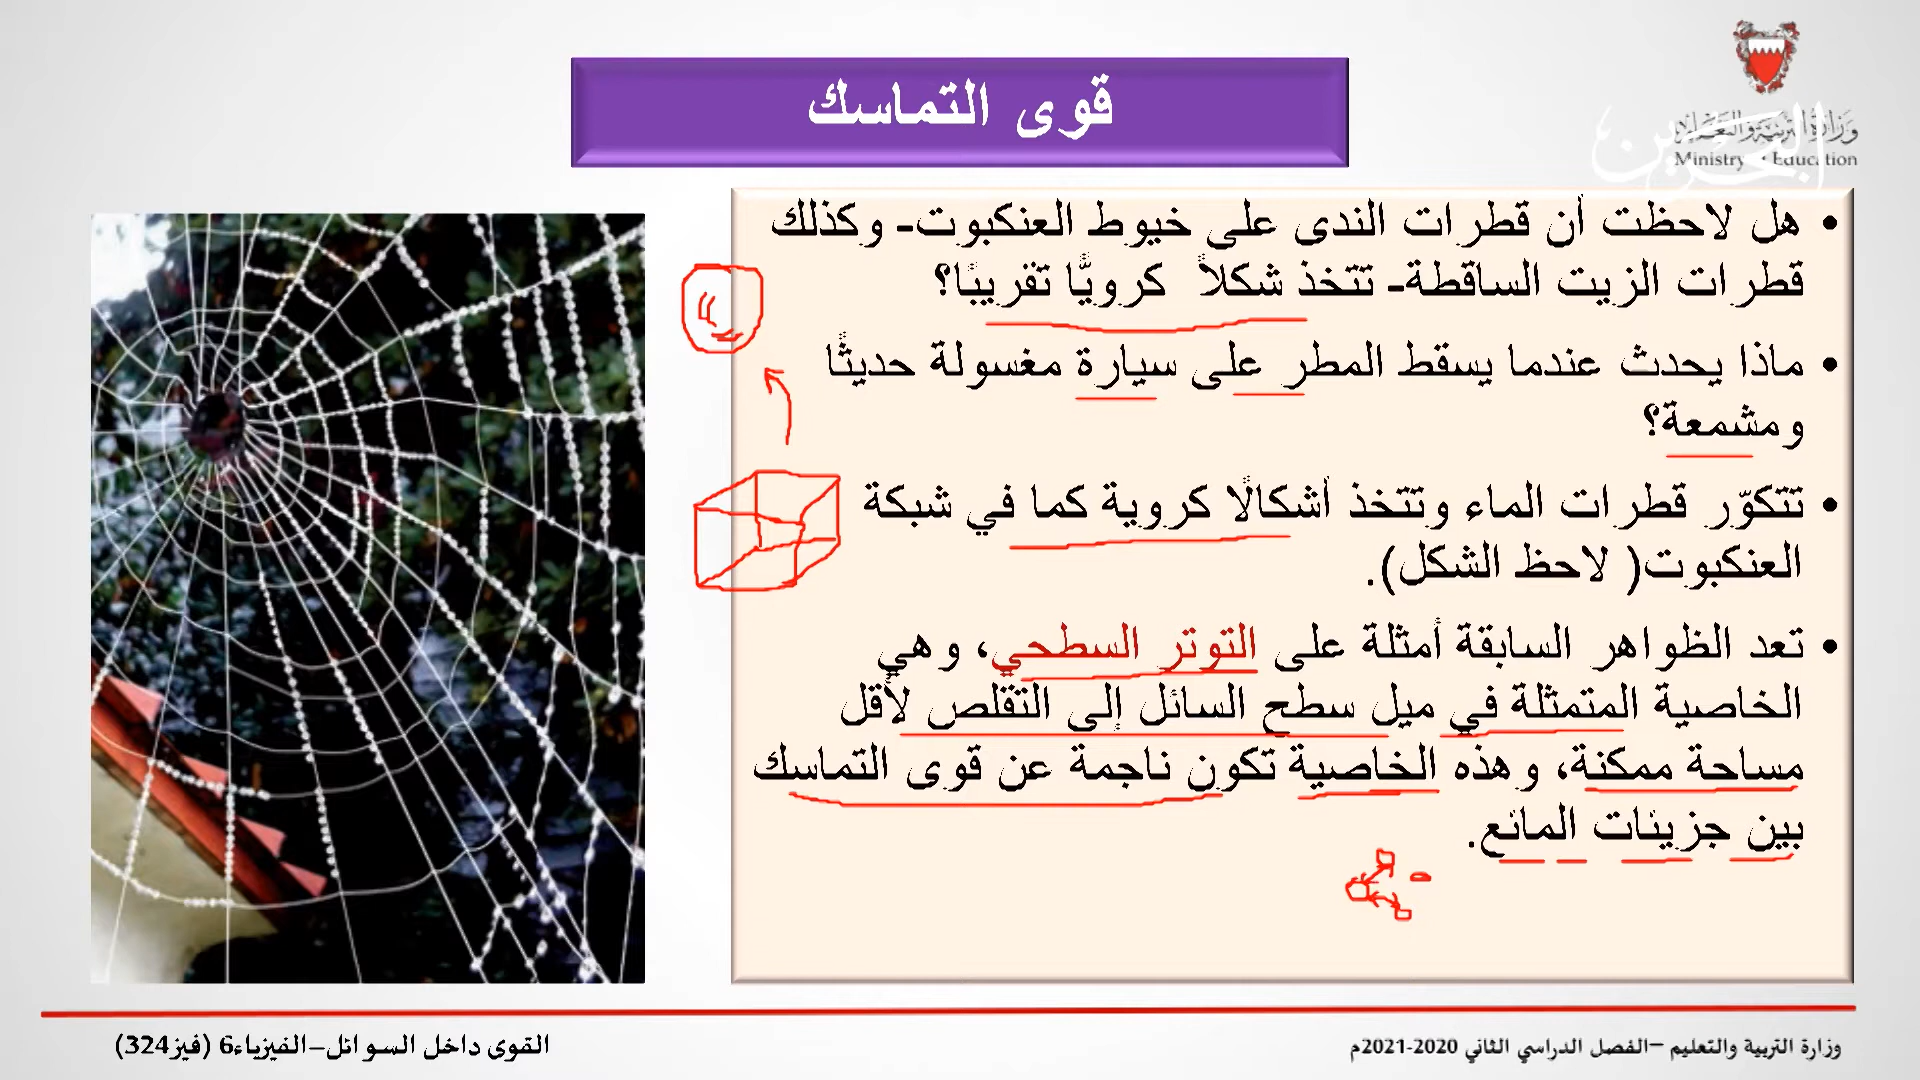 قوى التماسك
وزارة التربية والتعليم
Ministry of Education
البحرين
• هل لاحظت أن قطرات الندى على خيوط العنكبوت- وكذلك
قطرات الزيت الساقطة- تتخذ شكلاً كرويًّا تقريبًا؟
• ماذا يحدث عندما يسقط المطر على سيارة مغسولة حديثًا
ومشمعة؟
• تتكوّر قطرات الماء وتتخذ أشكالًا كروية كما في شبكة
العنكبوت( لاحظ الشكل).
• تعد الظواهر السابقة أمثلة على التوتر السطحي، وهي
الخاصية المتمثلة في ميل سطح السائل إلى التقلص لأقل
مساحة ممكنة، وهذه الخاصية تكون ناجمة عن قوى التماسك
بين جزيئات المائع.
وزارة التربية والتعليم –الفصل الدراسي الثاني 2020-2021م
القوى داخل السوائل–الفيزياء6 (فيز324)